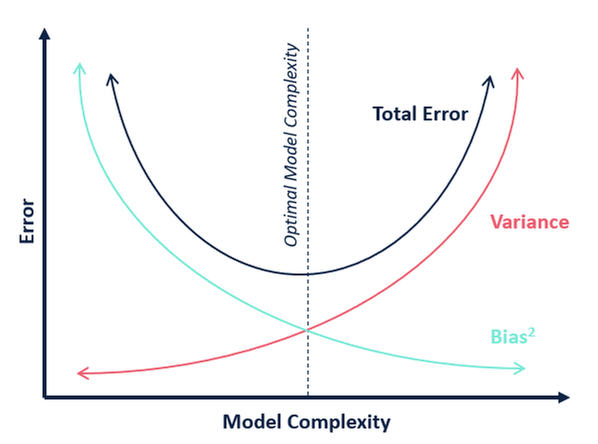 Optimal Model Complexity
Total Error
Error
Variance
Bias²
Model Complexity